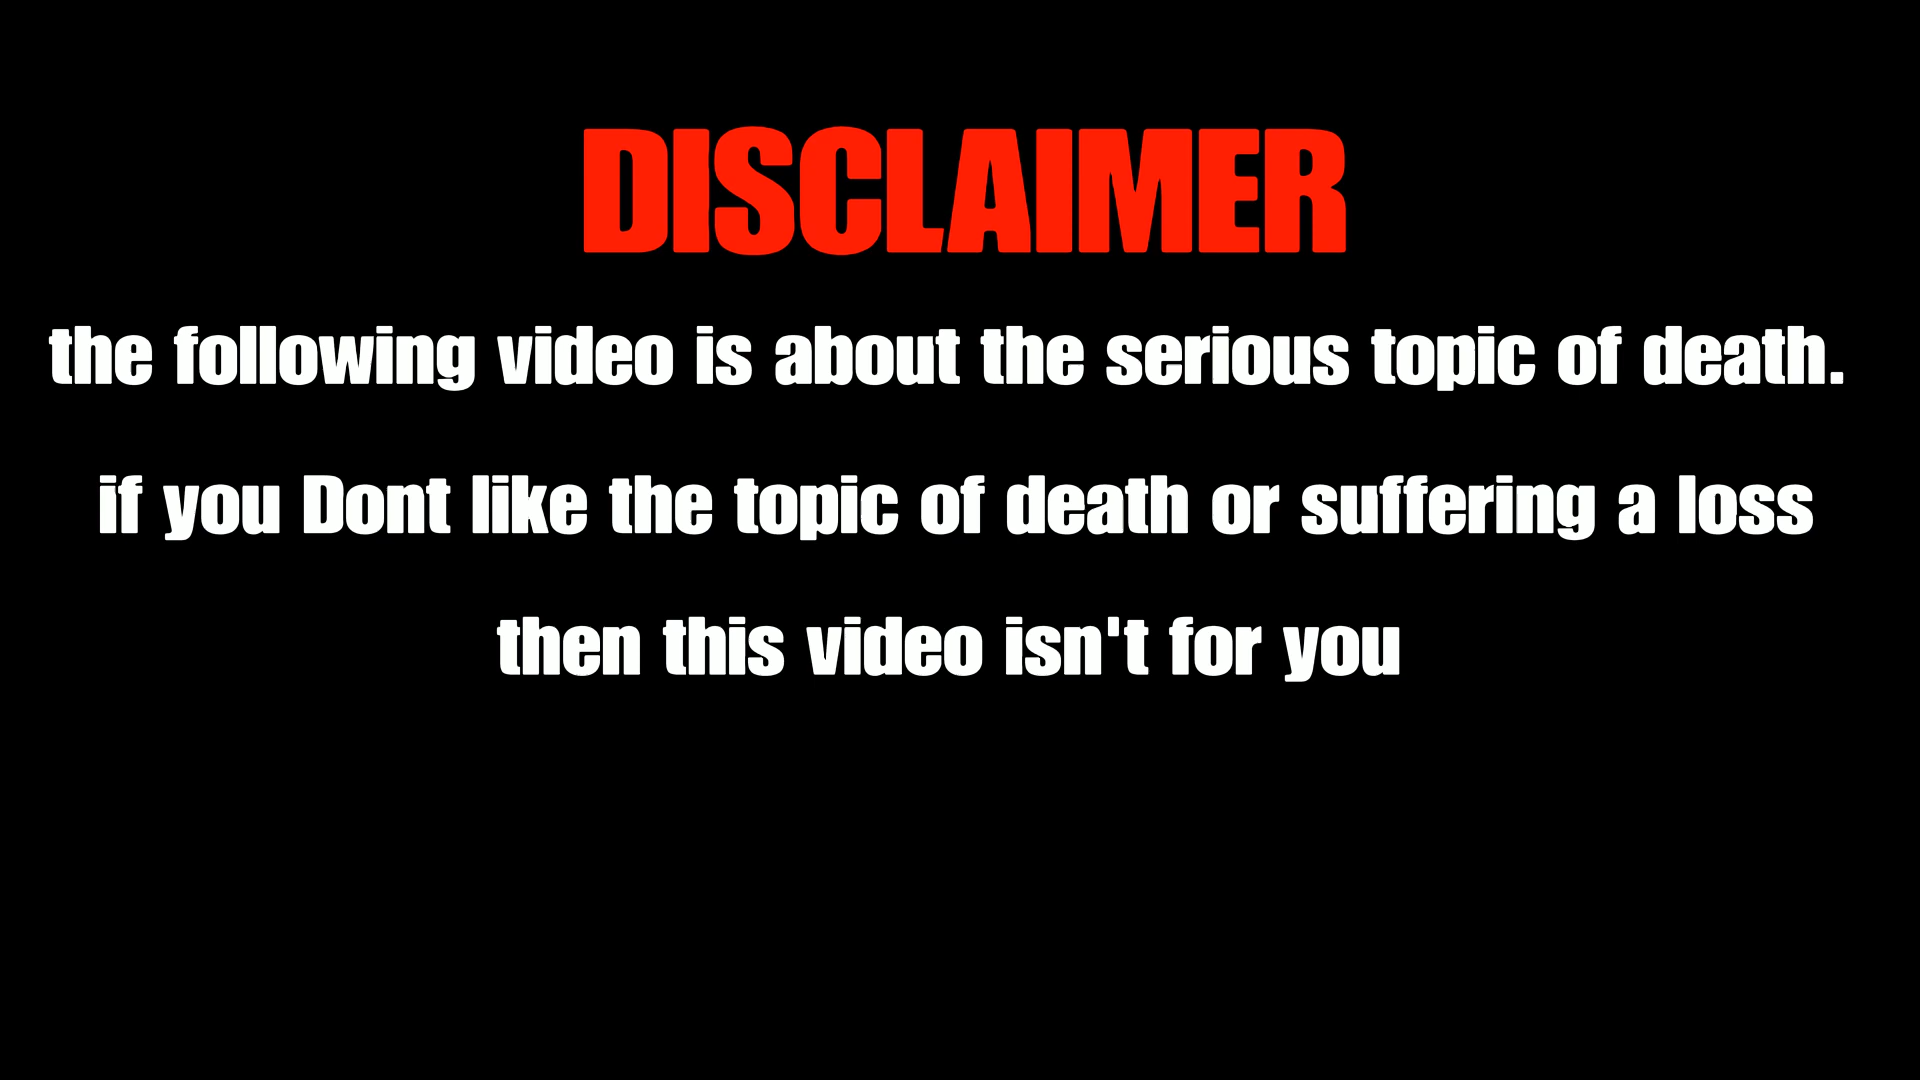 DISCLAIMER
the following video is about the serious topic of death.
if you Dont like the topic of death or suffering a loss
then this video isn't for you